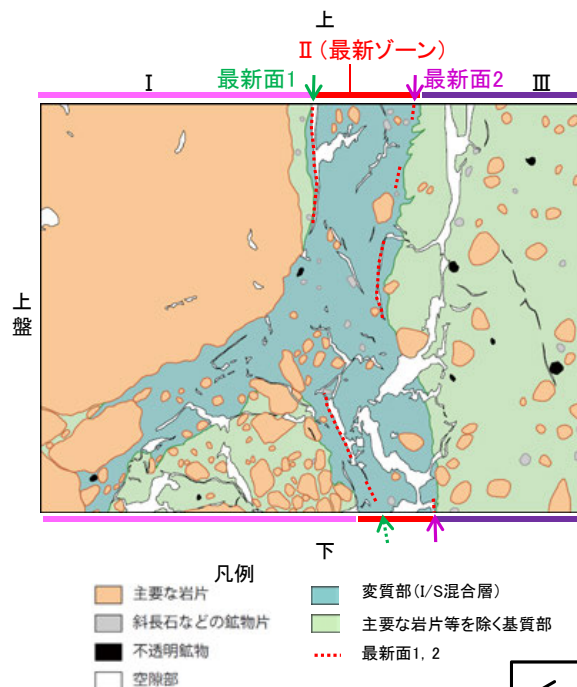 上
Ⅱ(最新ゾーン)
Ⅰ 最新面1 最新面2 Ⅲ
上盤
下
凡例
主要な岩片
斜長石などの鉱物片
不透明鉱物
空隙部
変質部(I/S混合層)
主要な岩片等を除く基質部
最新面1, 2